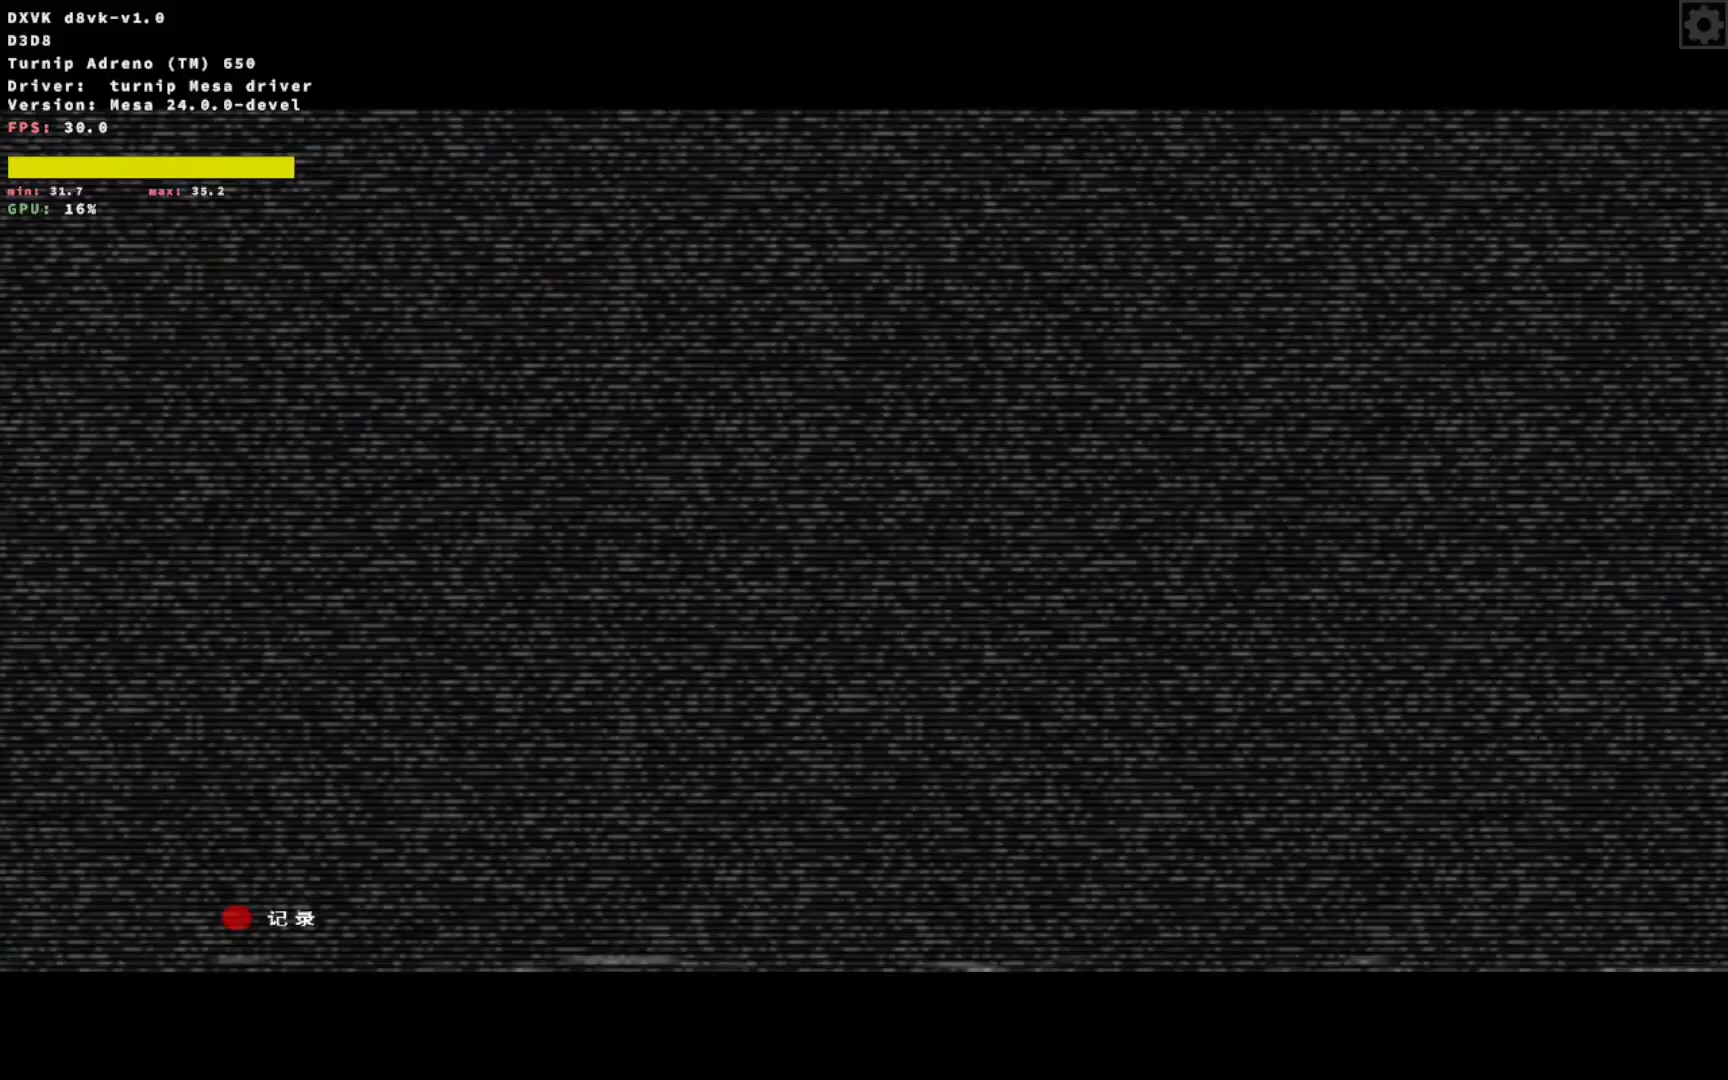 DXVK d8vk-v1.0
D3D8
Turnip Adreno (TM) 650
Driver: turnip Mesa driver
Version: Mesa 24.0.0-devel
FPS: 30.0
min: 31.7 max: 35.2
GPU: 16%
记录